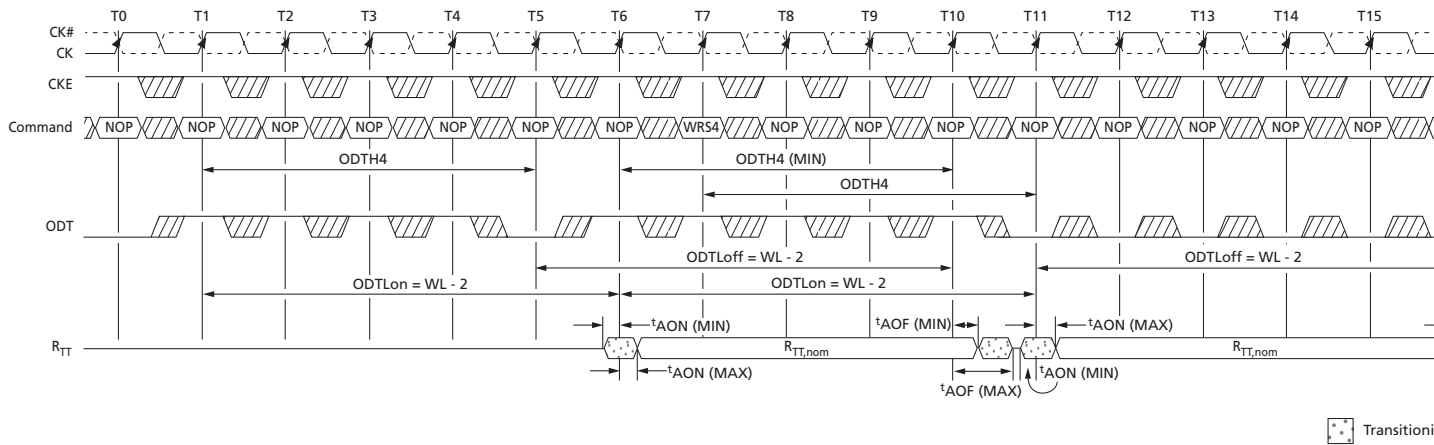 T0 T1 T2 T3 T4 T5 T6 T7 T8 T9 T10 T11 T12 T13 T14 T15
CK#
CK
CKE
Command NOP NOP NOP NOP NOP NOP NOP WRS4 NOP NOP NOP NOP NOP NOP NOP NOP
ODTH4 ODTH4 (MIN)
ODTH4
ODT
ODTLoff = WL - 2 ODTLoff = WL - 2
ODTLon = WL - 2 ODTLon = WL - 2
tAON (MIN) tAOF (MIN) tAON (MAX)
RTT RTT,nom RTT,nom
tAON (MAX) tAON (MIN)
tAOF (MAX)
Transitioni